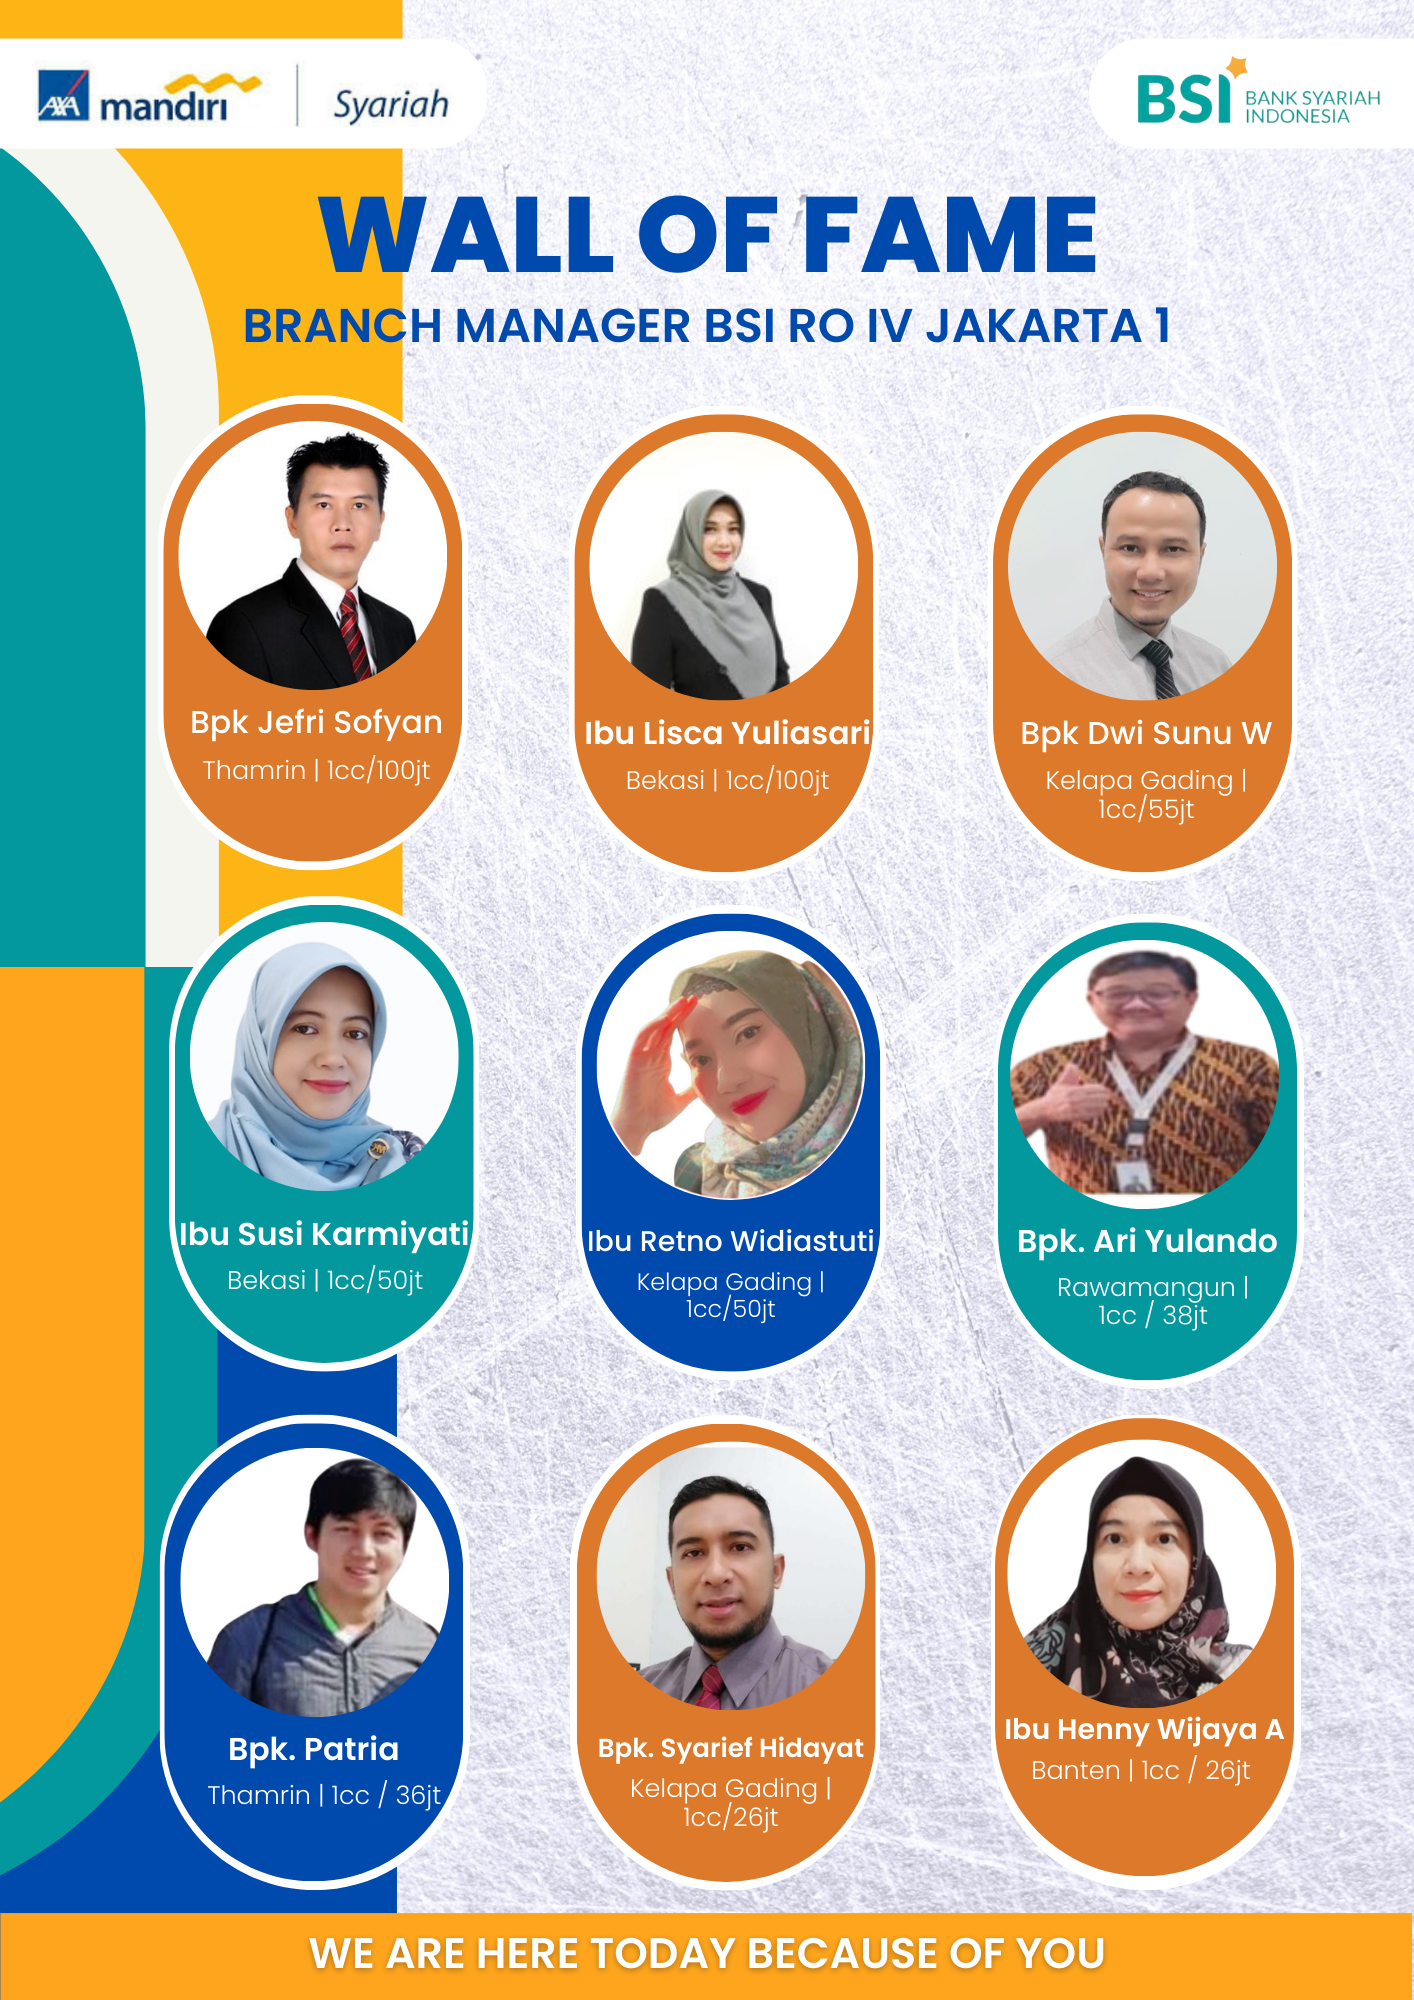 AXA mandiri | Syariah
BSI BANK SYARIAH
INDONESIA
WALL OF FAME
BRANCH MANAGER BSI RO IV JAKARTA 1
Bpk Jefri Sofyan
Thamrin | 1cc/100jt
Ibu Lisca Yuliasari
Bekasi | 1cc/100jt
Bpk Dwi Sunu W
Kelapa Gading |
1cc/55jt
Ibu Susi Karmiyati
Bekasi | 1cc/50jt
Ibu Retno Widiastuti
Kelapa Gading |
1cc/50jt
Bpk. Ari Yulando
Rawamangun |
1cc / 38jt
Bpk. Patria
Thamrin | 1cc / 36jt
Bpk. Syarief Hidayat
Kelapa Gading |
1cc/26jt
Ibu Henny Wijaya A
Banten | 1cc / 26jt
WE ARE HERE TODAY BECAUSE OF YOU